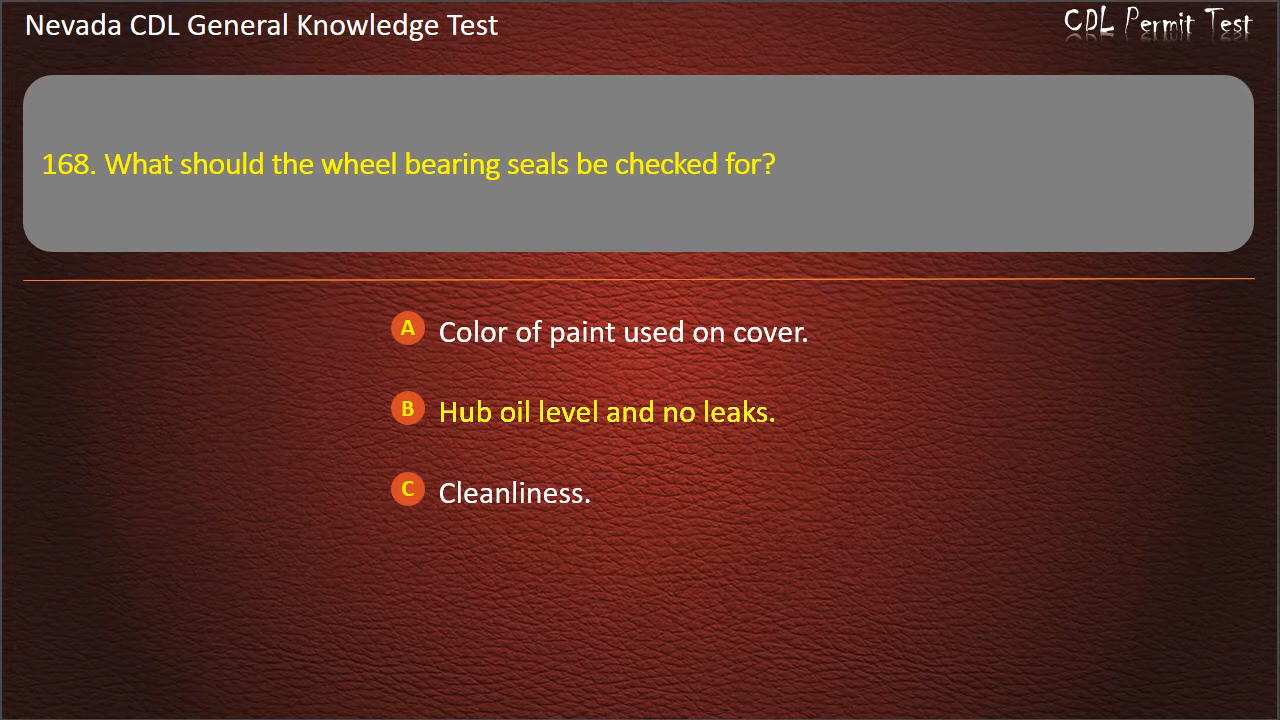 Nevada CDL General Knowledge Test
CDL Permit Test
168. What should the wheel bearing seals be checked for?
A Color of paint used on cover.
B Hub oil level and no leaks.
C Cleanliness.